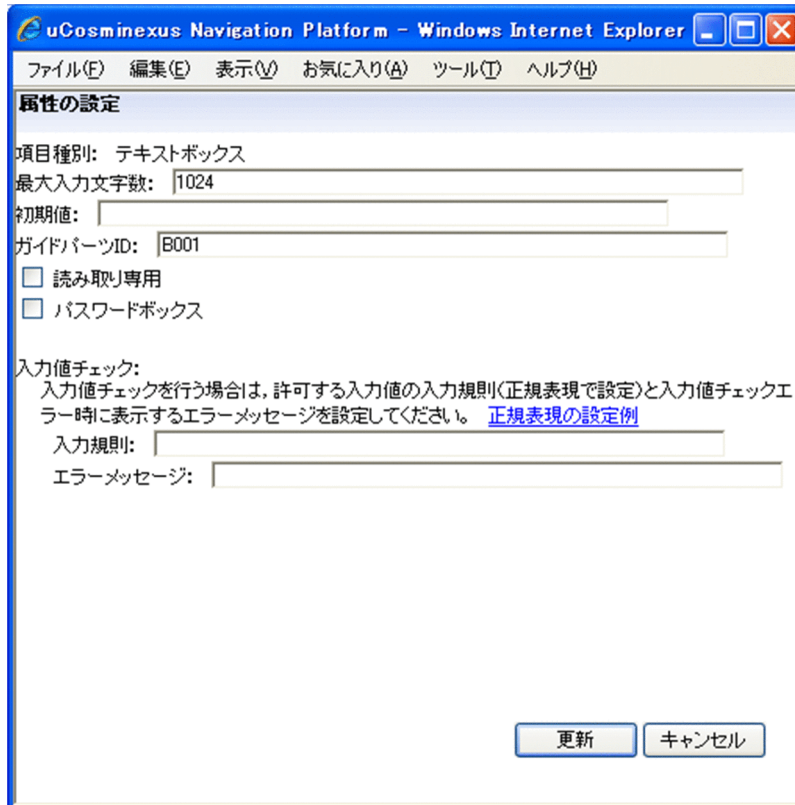 uCosminexus Navigation Platform - Windows Internet Explorer
ファイル(F) 編集(E) 表示(V) お気に入り(A) ツール(T) ヘルプ(H)
属性の設定
項目種別: テキストボックス
最大入力文字数: 1024
初期値:
ガイドパーツID: B001
読み取り専用
パスワードボックス
入力値チェック:
入力値チェックを行う場合は,許可する入力値の入力規則(正規表現で設定)と入力値チェックエ
ラー時に表示するエラーメッセージを設定してください。 正規表現の設定例
入力規則:
エラーメッセージ:
更新 キャンセル